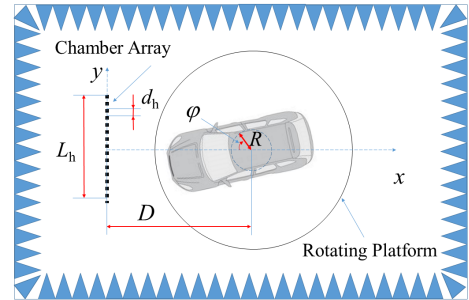 Chamber Array
y
d_h
φ
R
L_h
x
D
Rotating Platform